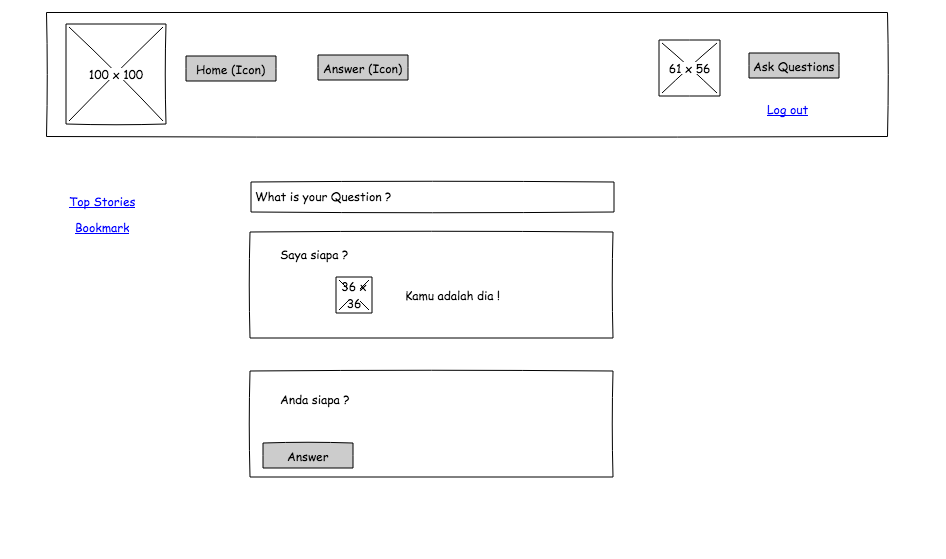 100 x 100
Home (Icon)
Answer (Icon)
61 x 56
Ask Questions
Log out
Top Stories
Bookmark
What is your Question ?
Saya siapa ?
36 x
36
Kamu adalah dia !
Anda siapa ?
Answer